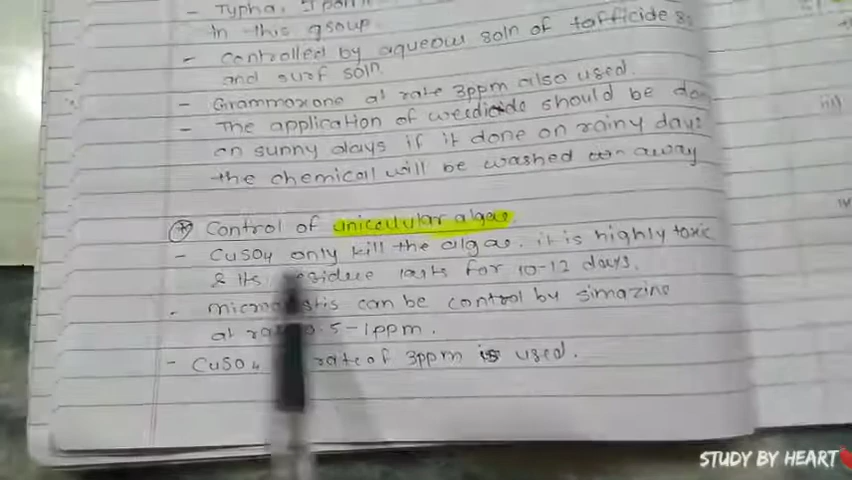 - Typha,
in this group.
- Controlled by aqueous soln of tafficide &
and surf soln.
- Grammoxone at rate 3ppm also used.
- The application of weedicide should be
on sunny days if it done on rainy days
the chemical will be washed away
Control of unicellular algae.
- CuSO4 only kill the algae. it is highly toxic
& its residue lasts for 10-12 days.
- can be control by simazine
at 5-1ppm.
- CuSO4 rate of 3ppm is used.
STUDY BY HEART